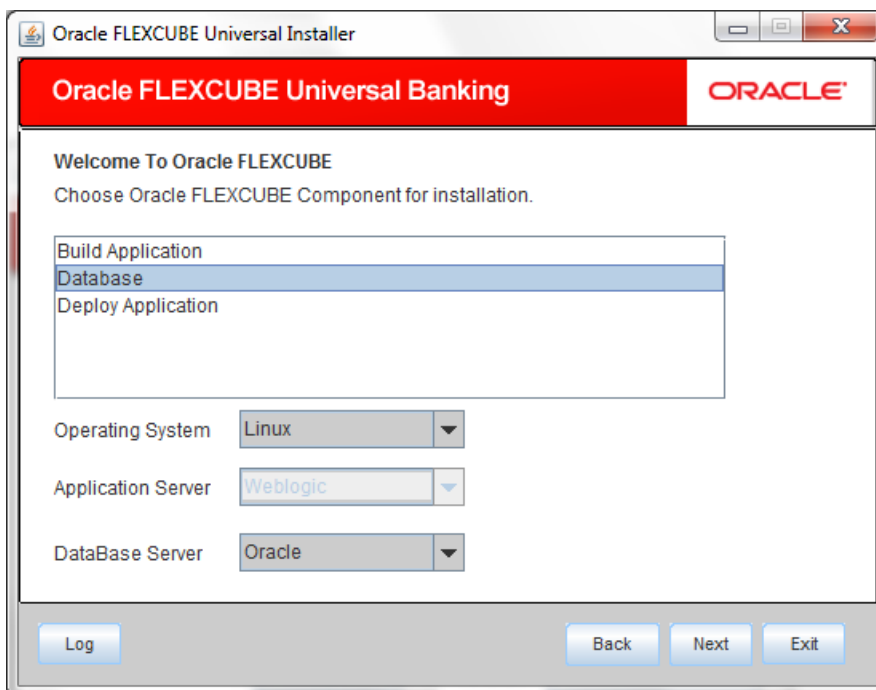 Oracle FLEXCUBE Universal Installer
Oracle FLEXCUBE Universal Banking
ORACLE®
Welcome To Oracle FLEXCUBE
Choose Oracle FLEXCUBE Component for installation.
Build Application
Database
Deploy Application
Operating System Linux
Application Server Weblogic
DataBase Server Oracle
Log Back Next Exit